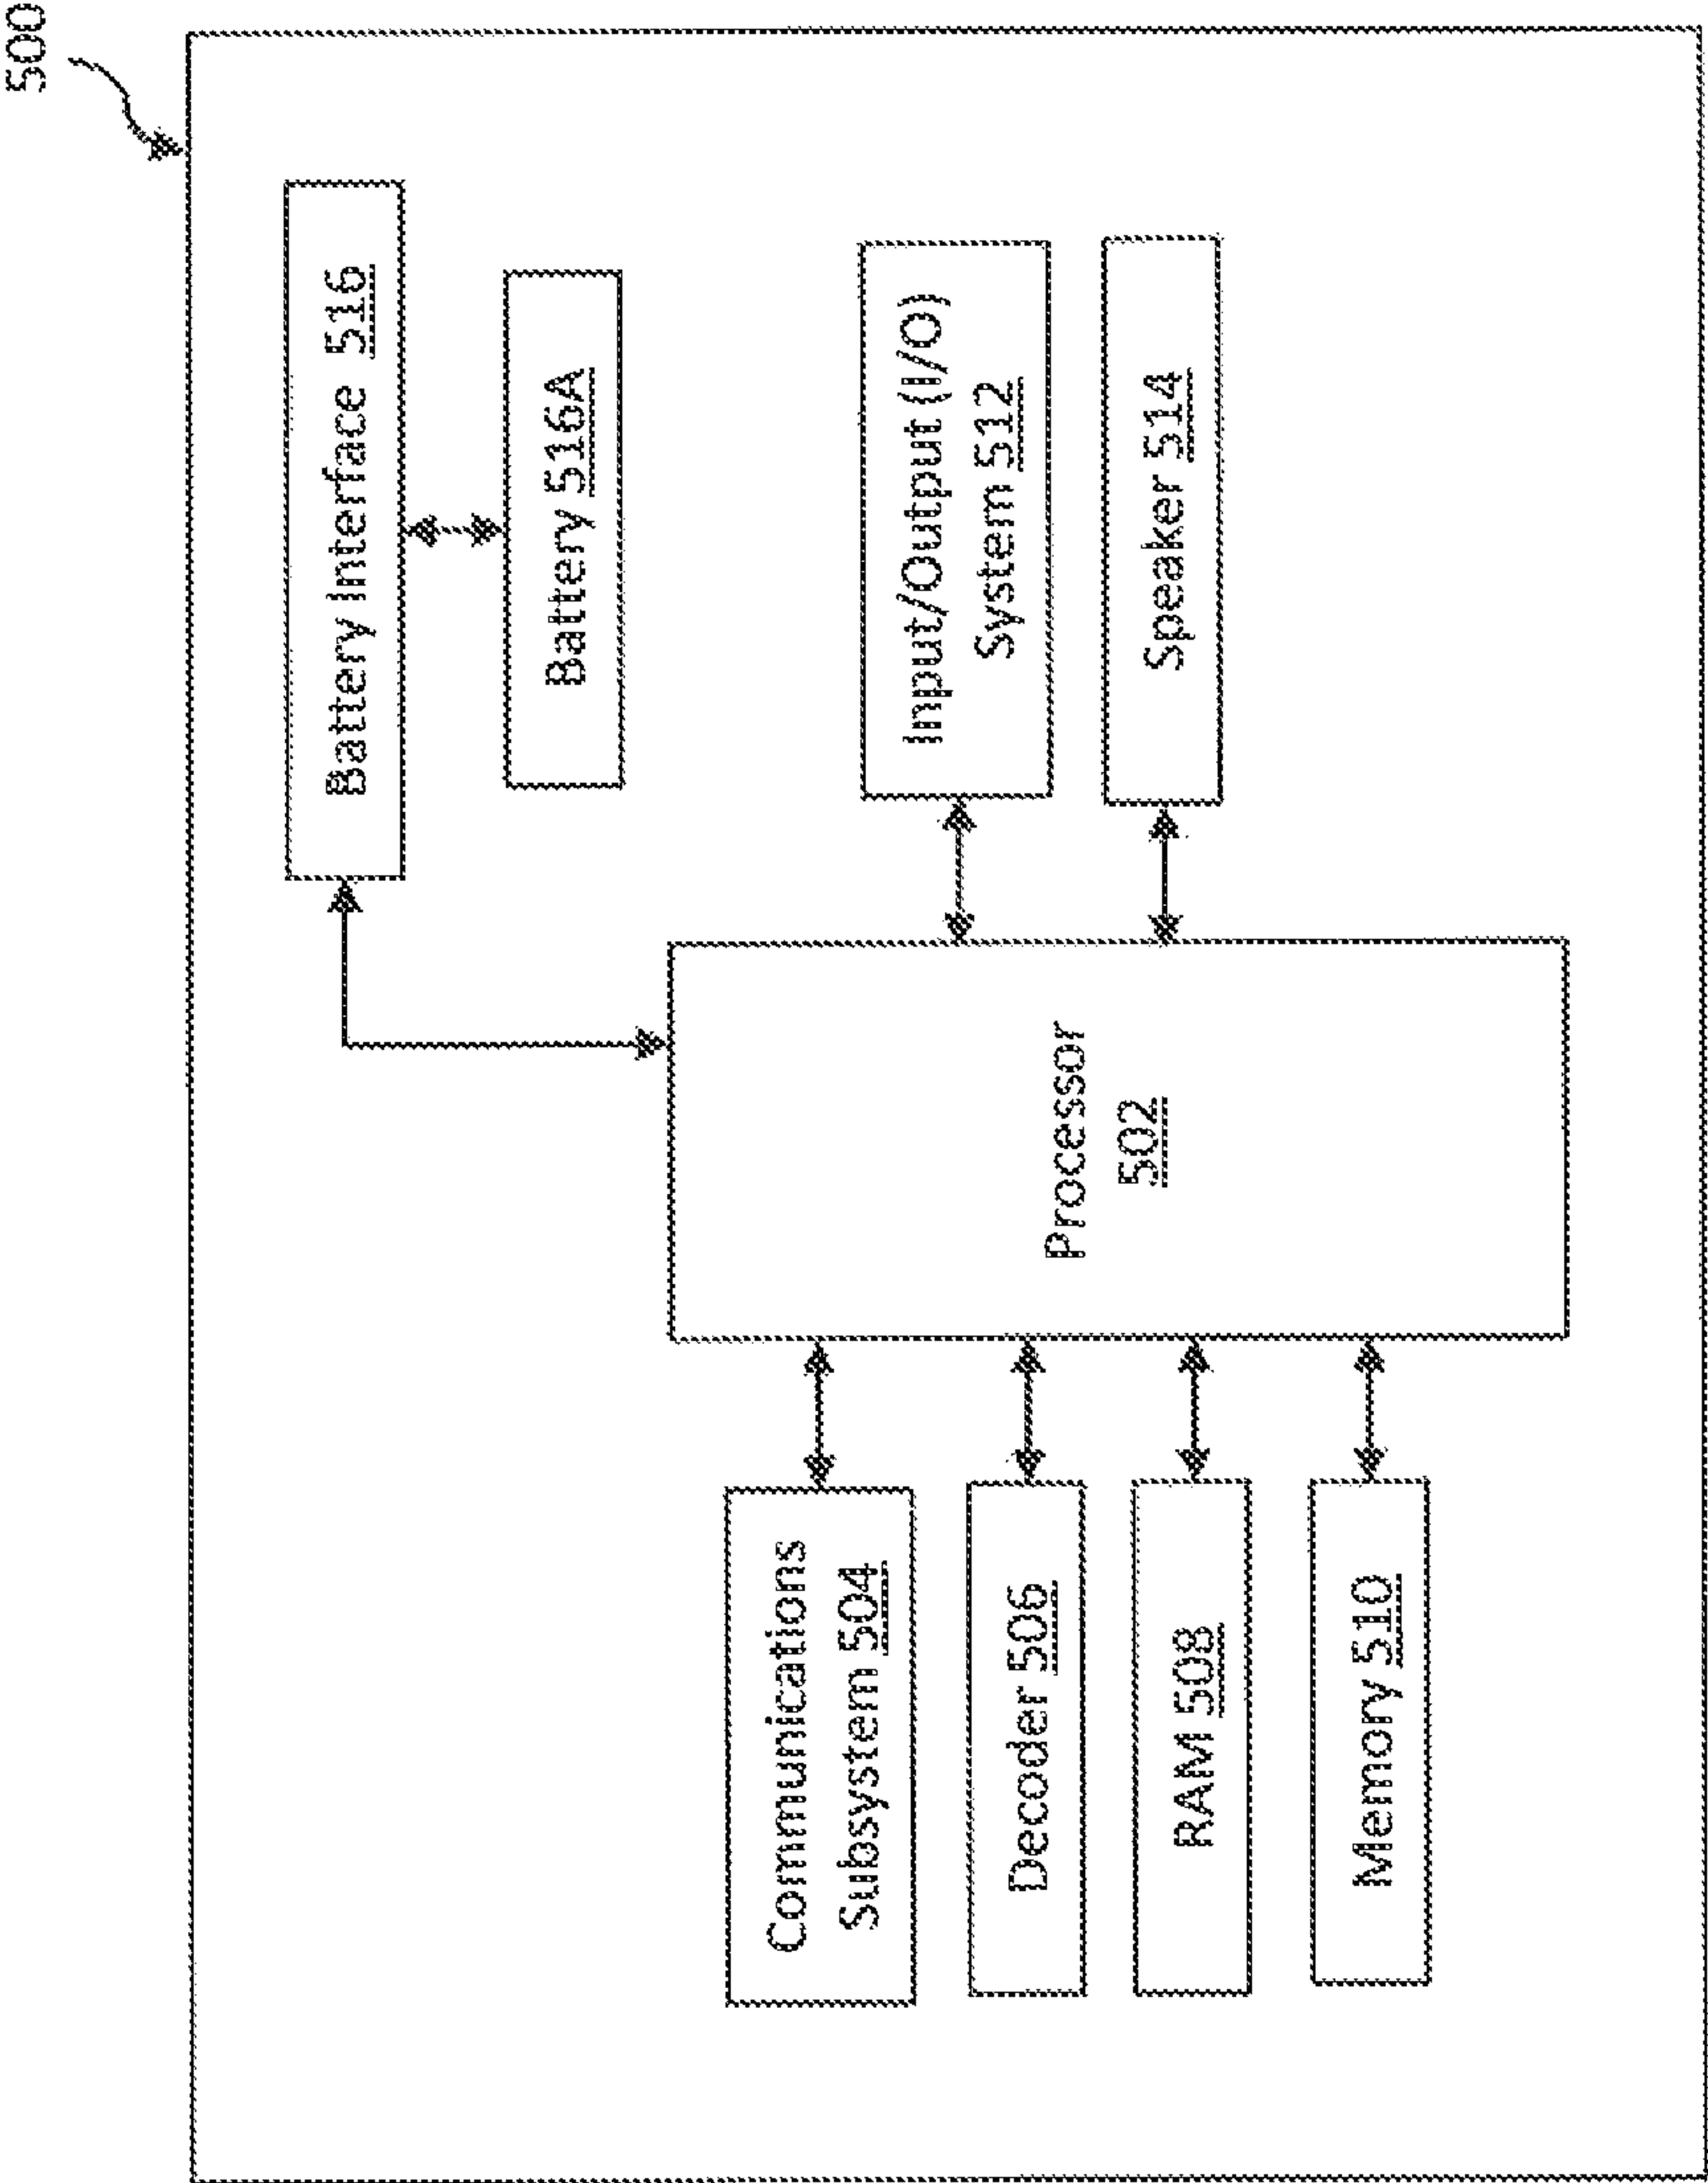 500
Battery Interface 516
Battery 516A
Communications
Subsystem 504
Decoder 506
RAM 508
Memory 510
Processor
502
Input/Output (I/O)
System 512
Speaker 514